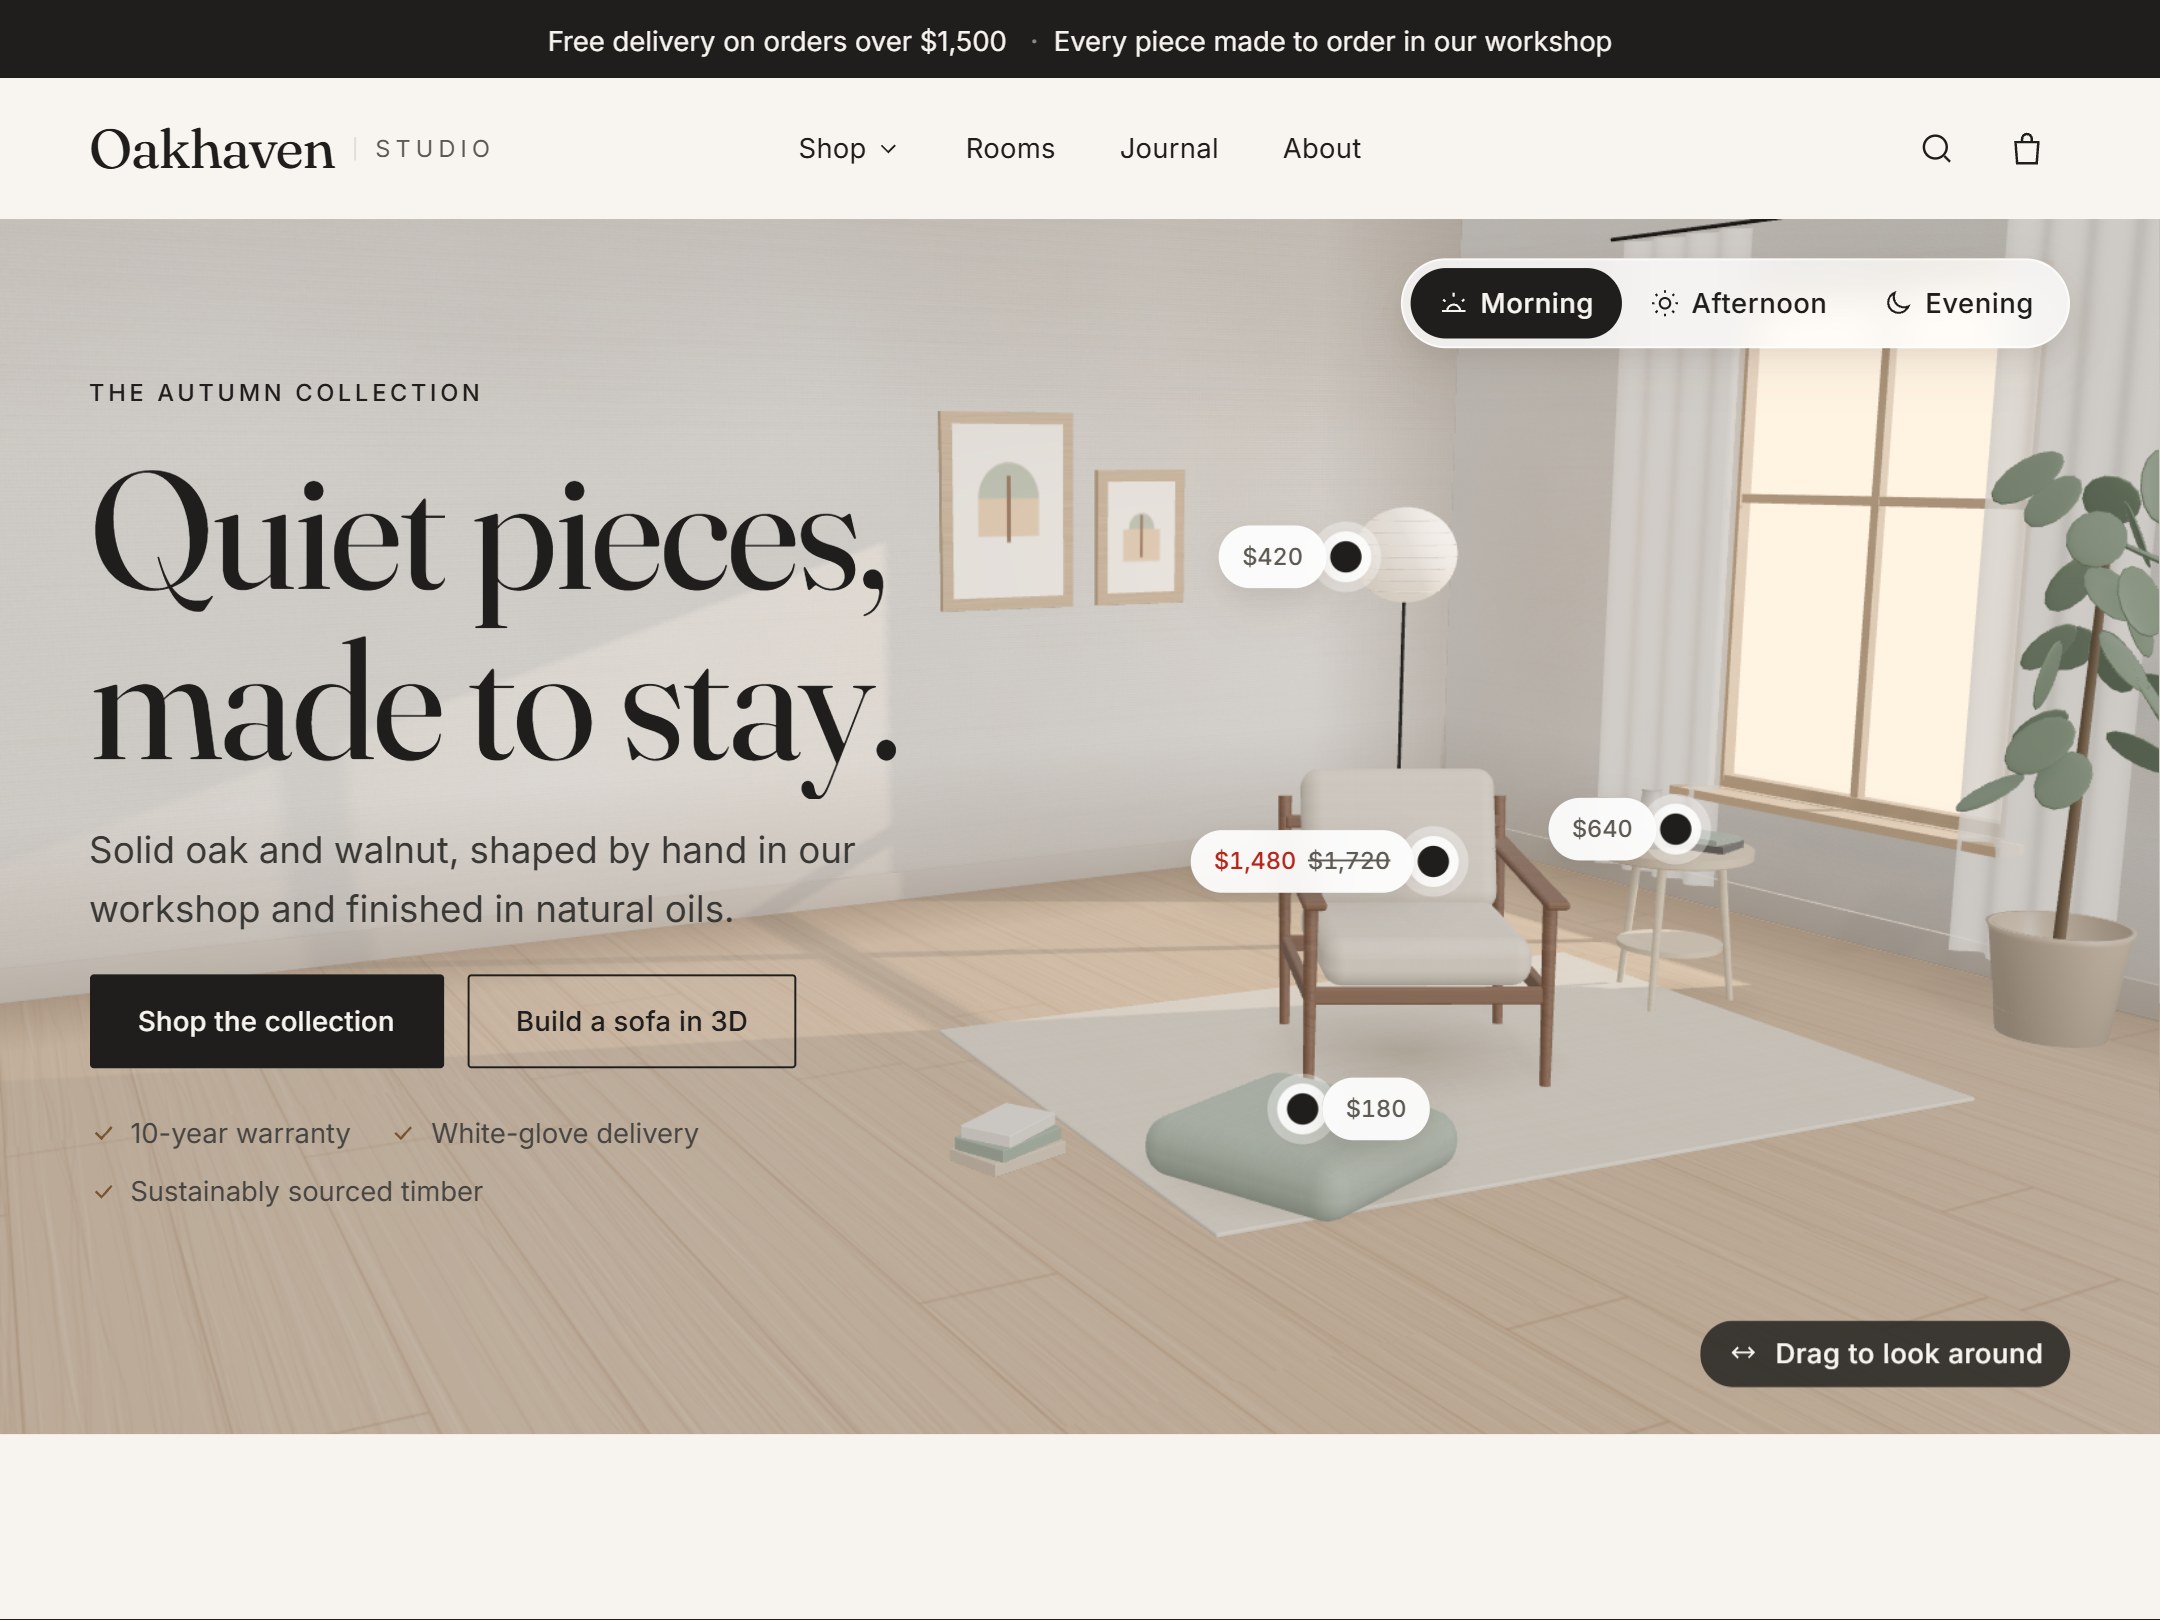 Free delivery on orders over $1,500 · Every piece made to order in our workshop
Oakhaven | STUDIO
Shop
Rooms
Journal
About
Morning
Afternoon
Evening
THE AUTUMN COLLECTION
Quiet pieces,
made to stay.
$420
Solid oak and walnut, shaped by hand in our
workshop and finished in natural oils.
$640
$1,480 $1,720
Shop the collection
Build a sofa in 3D
$180
10-year warranty
White-glove delivery
Sustainably sourced timber
Drag to look around